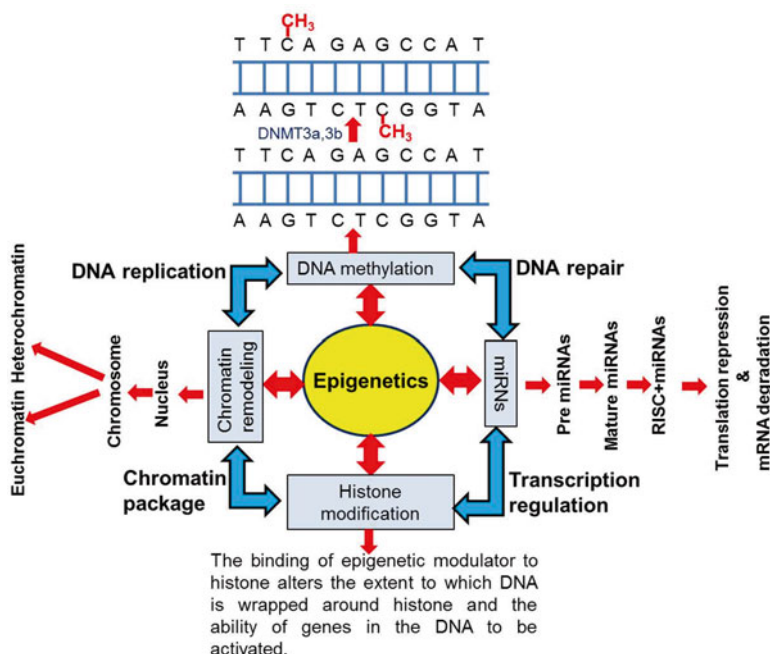 CH3
T T C A G A G C C A T
A A G T C T C G G T A
DNMT3a,3b
CH3
T T C A G A G C C A T
A A G T C T C G G T A
DNA replication
DNA methylation
DNA repair
Euchromatin Heterochromatin
Chromosome
Nucleus
Chromatin
remodeling
Epigenetics
miRNs
Pre miRNAs
Mature miRNAs
RISC+miRNAs
Translation repression
&
mRNA degradation
Chromatin
package
Histone
modification
Transcription
regulation
The binding of epigenetic modulator to
histone alters the extent to which DNA
is wrapped around histone and the
ability of genes in the DNA to be
activated.